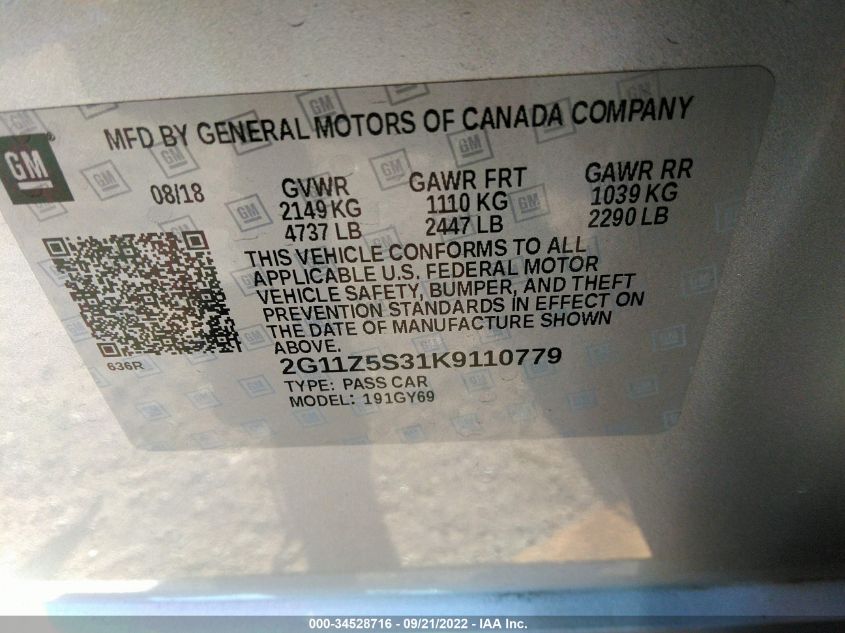 MFD BY GENERAL MOTORS OF CANADA COMPANY
GM
08/18
GVWR GAWR FRT GAWR RR
2149 KG 1110 KG 1039 KG
4737 LB 2447 LB 2290 LB
THIS VEHICLE CONFORMS TO ALL
APPLICABLE U.S. FEDERAL MOTOR
VEHICLE SAFETY, BUMPER, AND THEFT
PREVENTION STANDARDS IN EFFECT ON
THE DATE OF MANUFACTURE SHOWN
ABOVE.
636R
2G11Z5S31K9110779
TYPE: PASS CAR
MODEL: 191GY69
000-34528716 - 09/21/2022 - IAA Inc.